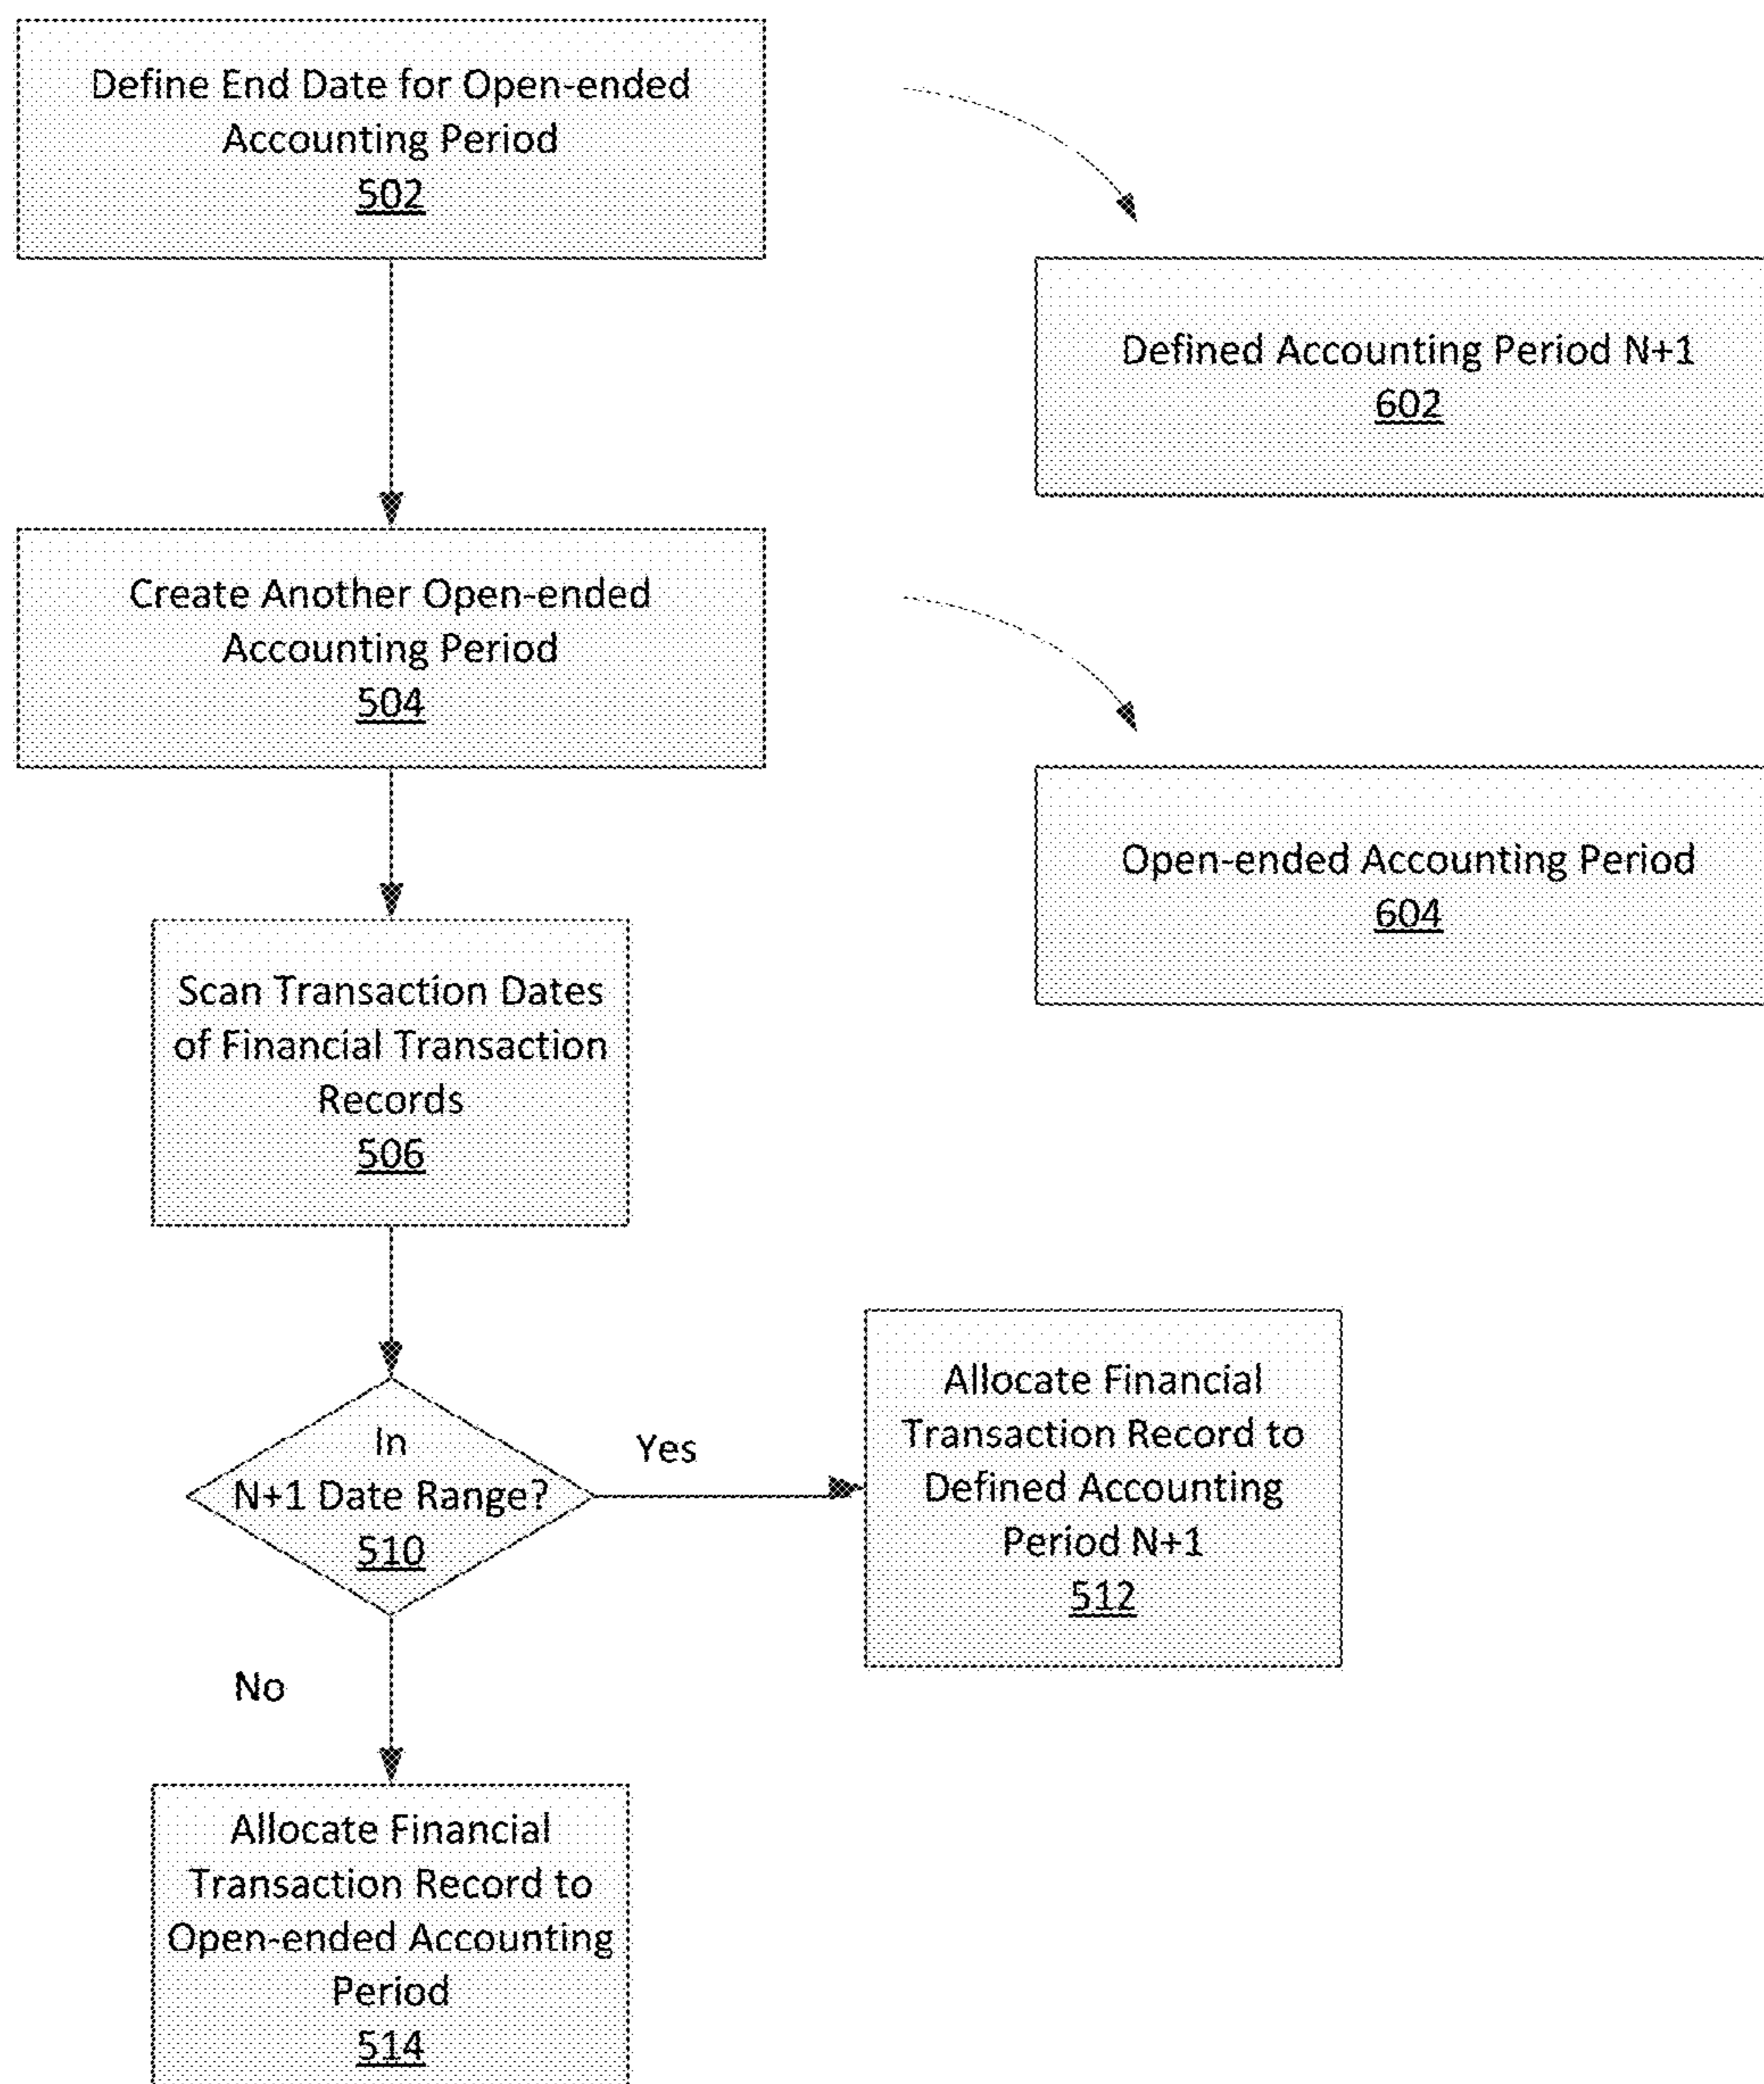 Define End Date for Open-ended
Accounting Period
502
Defined Accounting Period N+1
602
Create Another Open-ended
Accounting Period
504
Open-ended Accounting Period
604
Scan Transaction Dates
of Financial Transaction
Records
506
In
N+1 Date Range?
510
Yes
Allocate Financial
Transaction Record to
Defined Accounting
Period N+1
512
No
Allocate Financial
Transaction Record to
Open-ended Accounting
Period
514